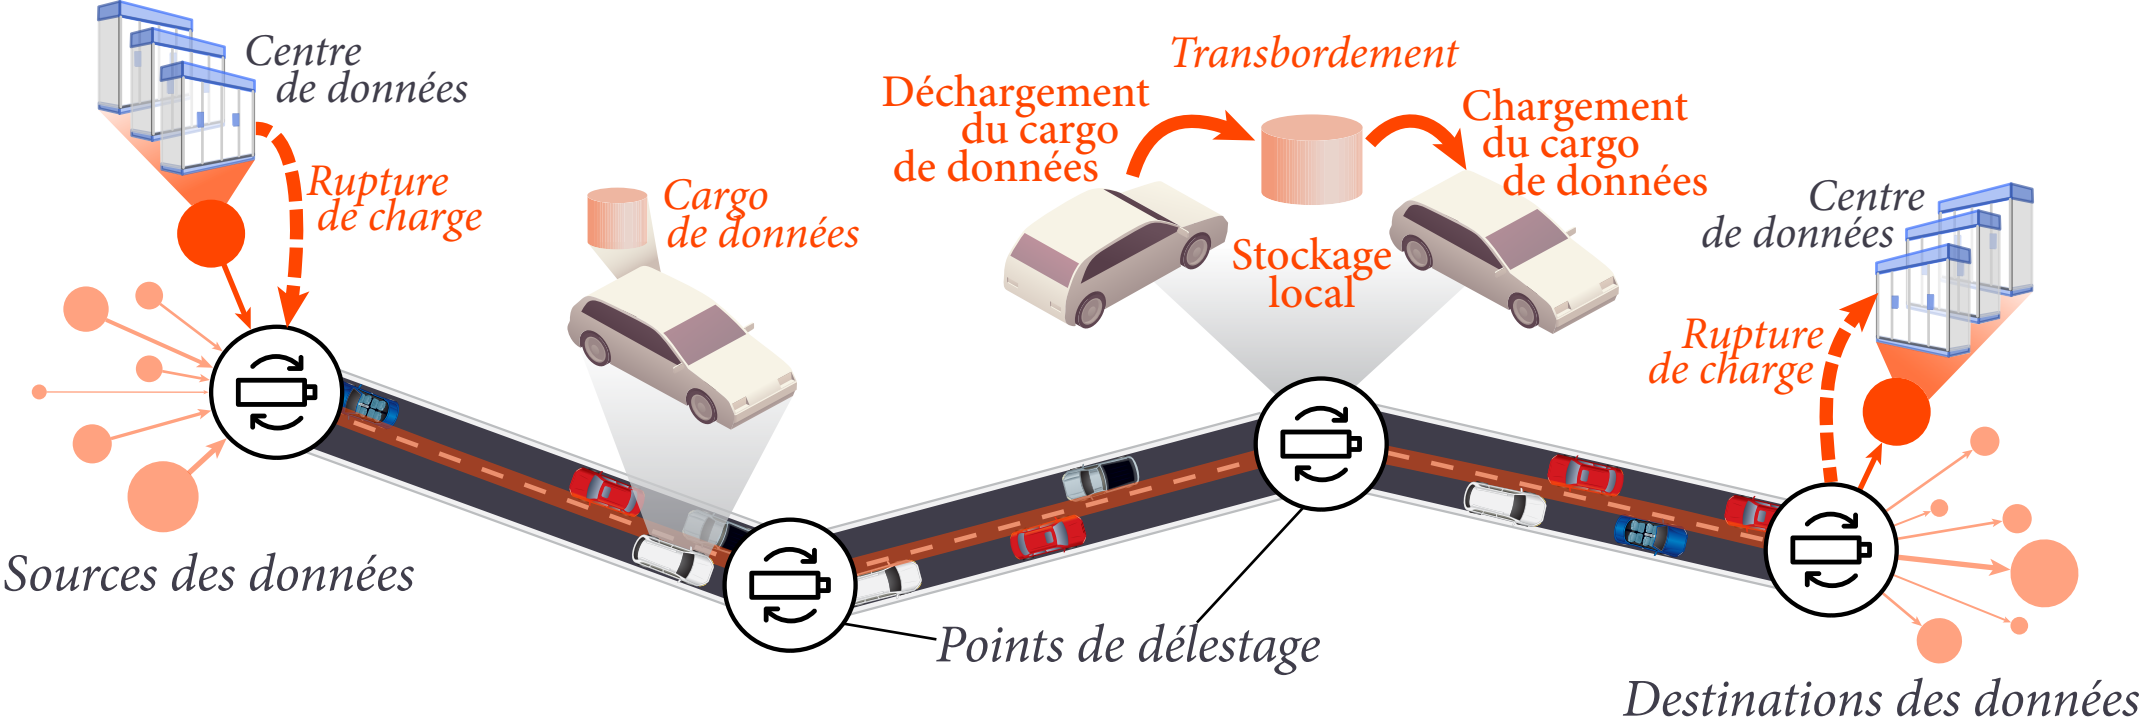 Centre
de données
Rupture
de charge
Sources des données
Cargo
de données
Transbordement
Déchargement
du cargo
de données
Stockage
local
Chargement
du cargo
de données
Points de délestage
Centre
de données
Rupture
de charge
Destinations des données